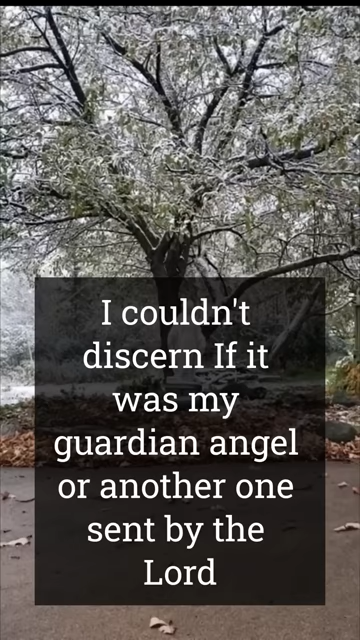 I couldn't
discern If it
was my
guardian angel
or another one
sent by the
Lord